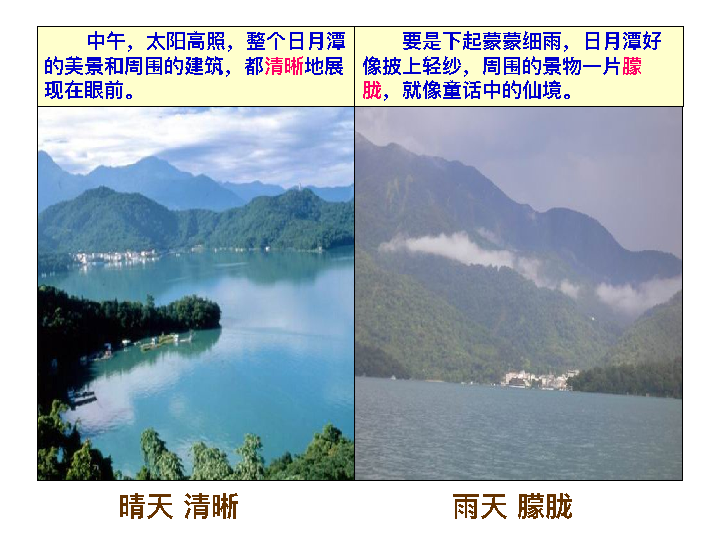 中午，太阳高照，整个日月潭
的美景和周围的建筑，都清晰地展
现在眼前。
要是下起蒙蒙细雨，日月潭好
像披上轻纱，周围的景物一片朦
胧，就像童话中的仙境。
晴天 清晰
雨天 朦胧